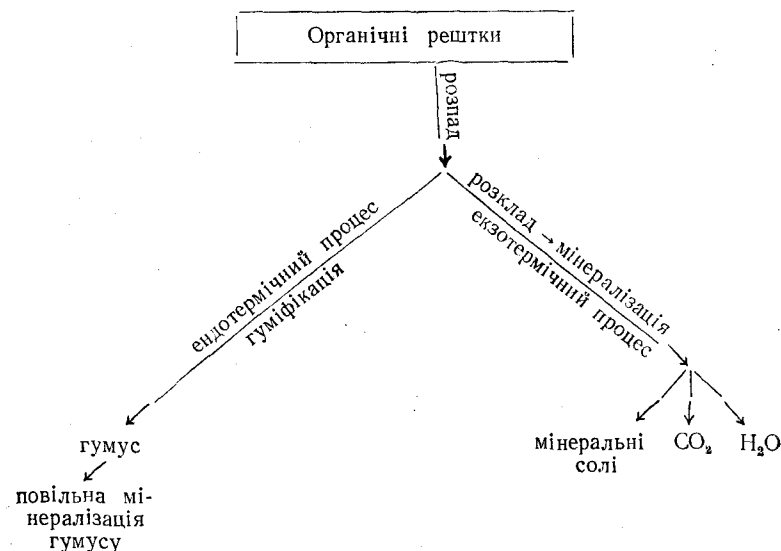 Органічні рештки
розпад
ендотермічний процес
гуміфікація
розклад → мінералізація
екзотермічний процес
гумус
повільна мі-
нералізація
гумусу
мінеральні
солі
CO₂
H₂O